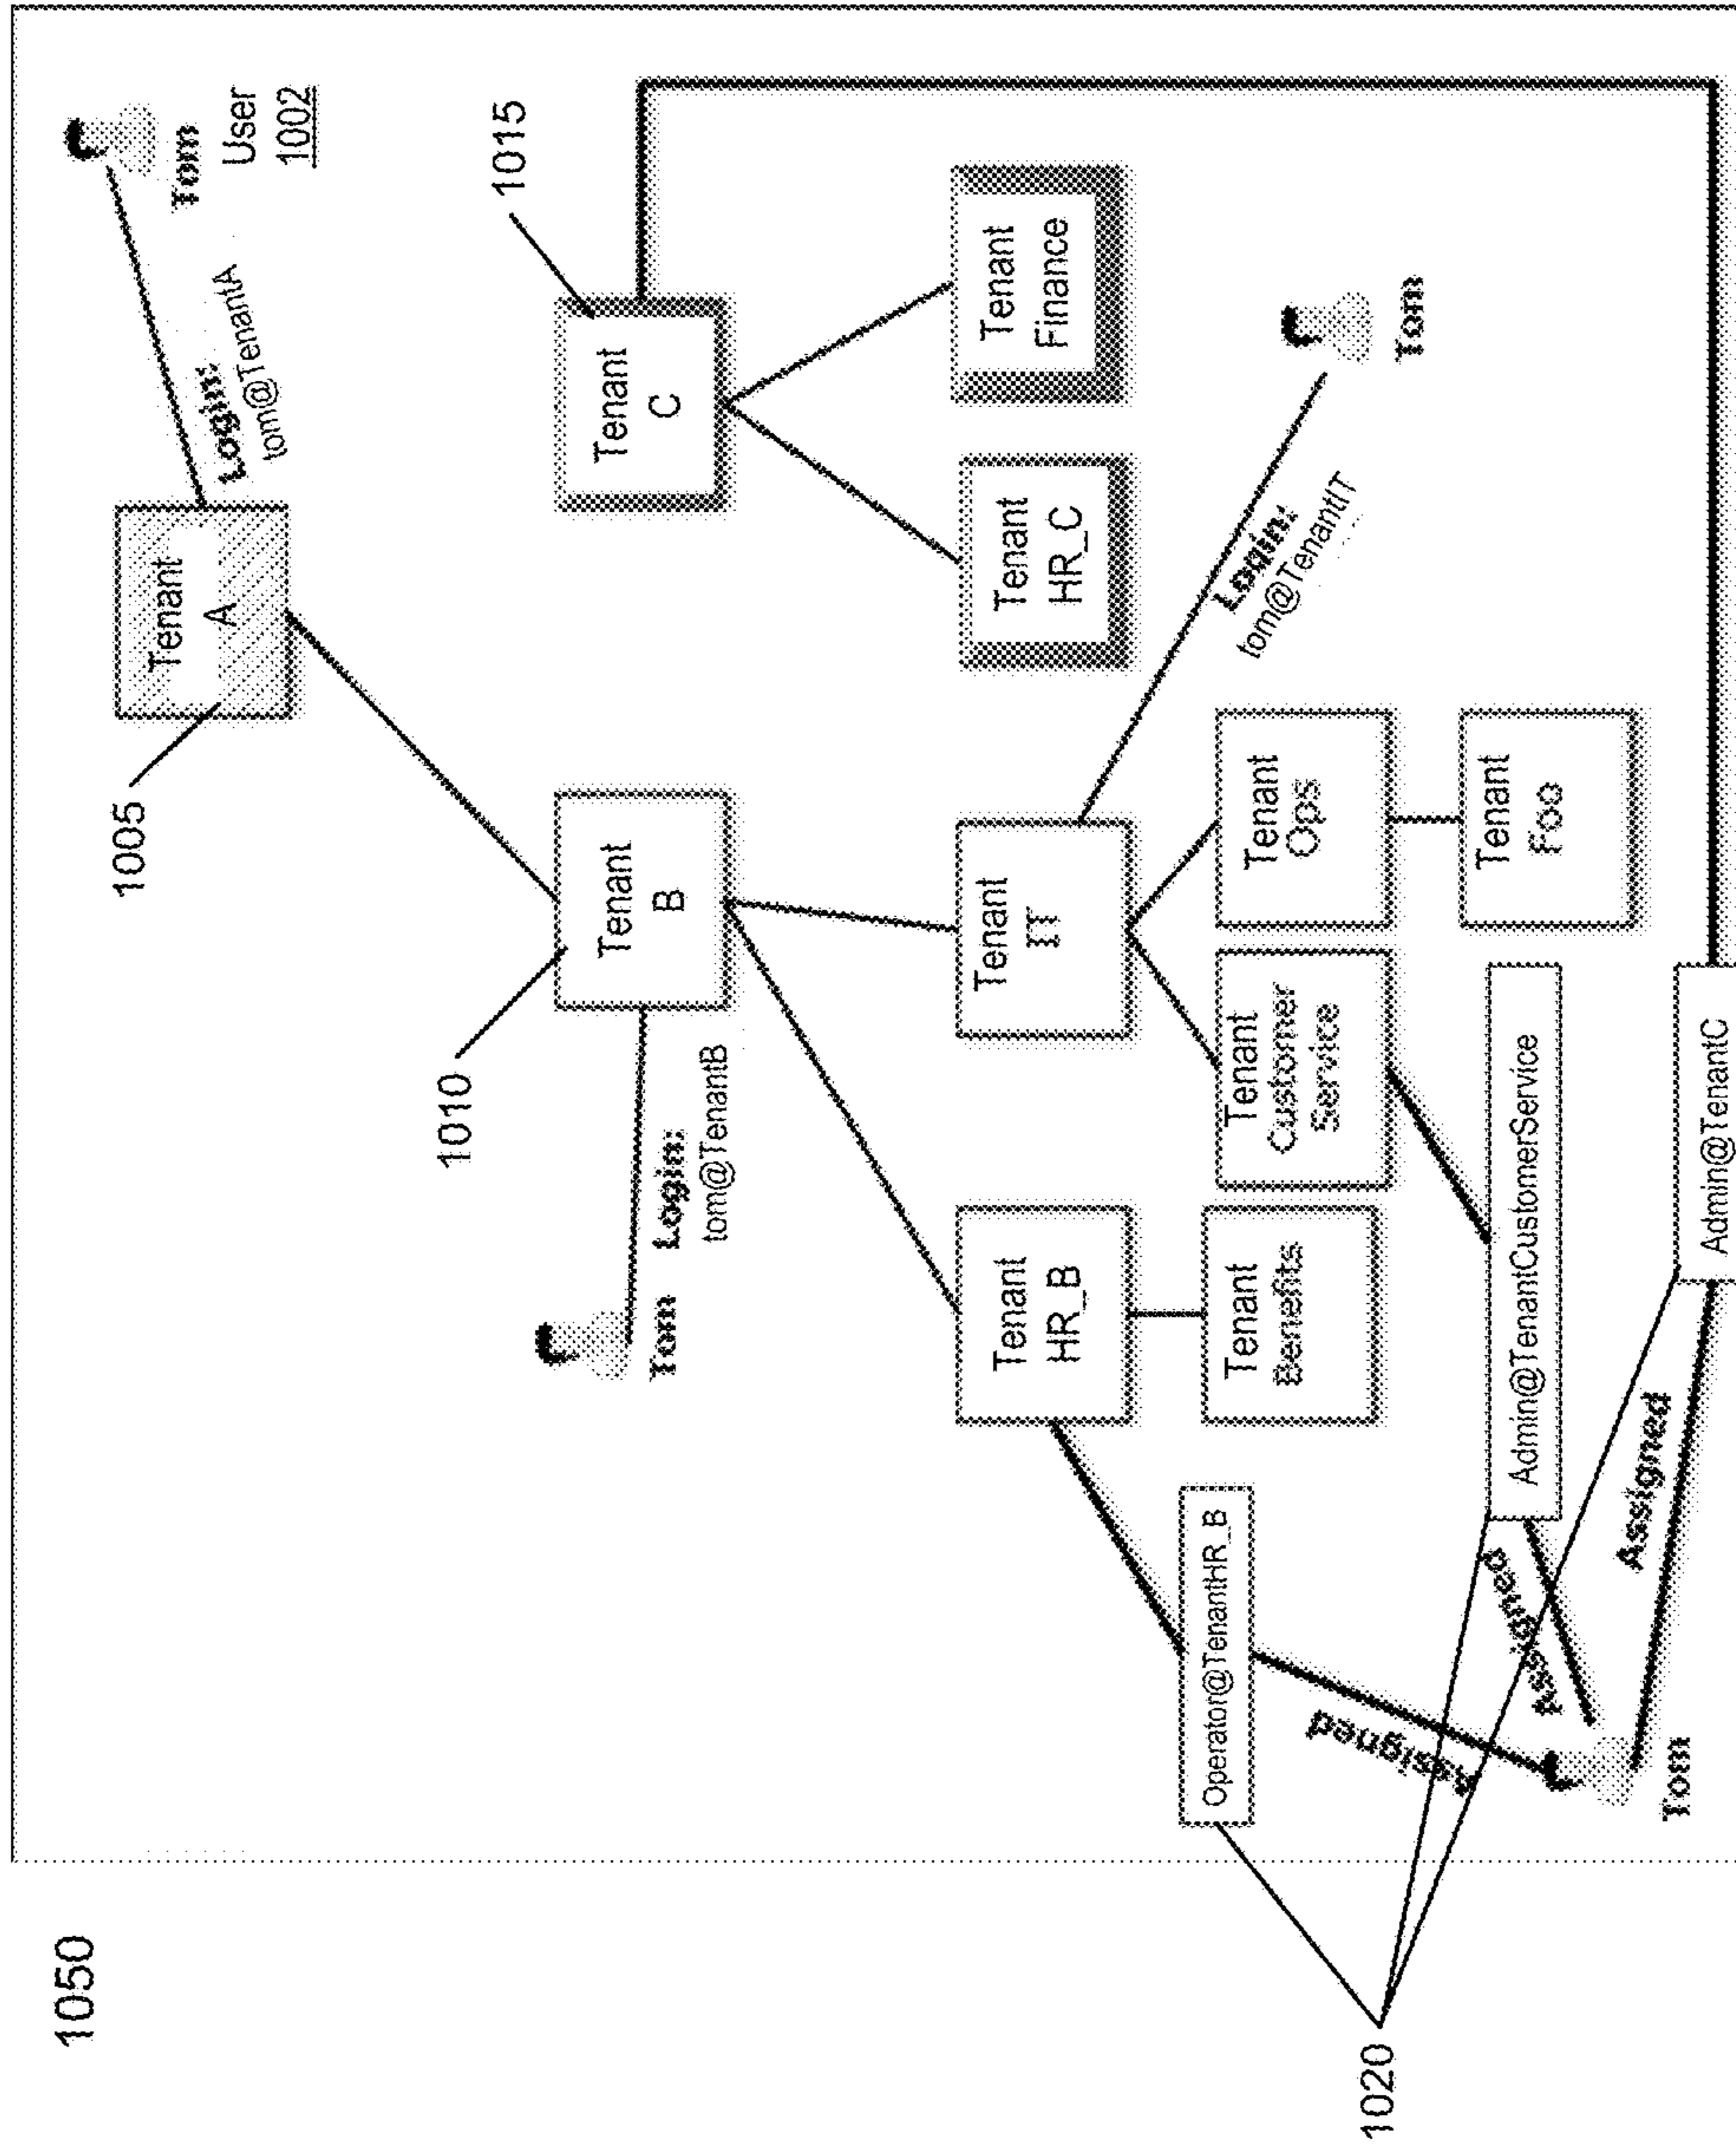 1050
Tom
User
1002
Login:
tom@TenantA
Tenant
A
1005
1015
Tenant
C
1010
Tenant
B
Tom
Login:
tom@TenantB
Tenant
HR_B
Tenant
IT
Tenant
HR_C
Tenant
Finance
Login:
tom@TenantIT
Tom
Operator@TenantHR_B
Tenant
Benefits
Tenant
Customer
Service
Tenant
Ops
Tenant
Foo
Assigned
Assigned
Admin@TenantCustomerService
1020
Tom
Assigned
Admin@TenantC